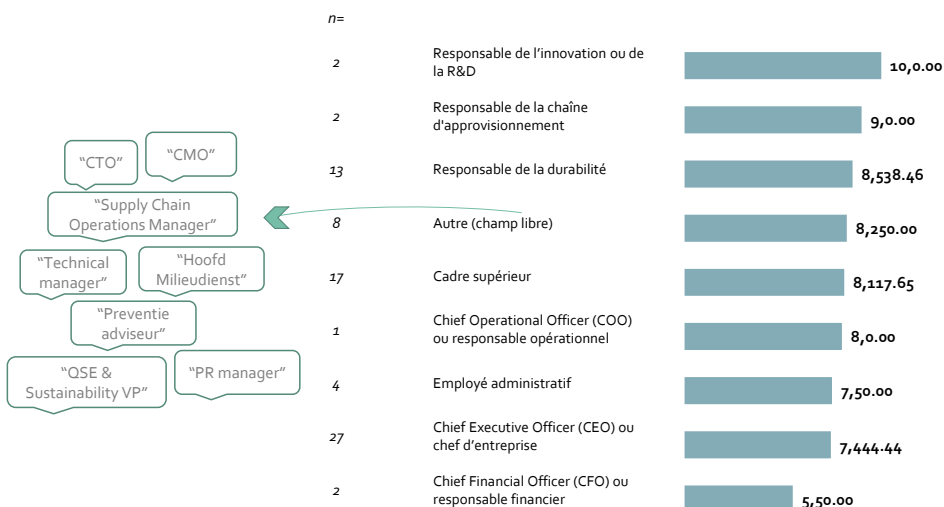 n=
2
Responsable de l’innovation ou de
la R&D
10,0.00
2
Responsable de la chaîne
d'approvisionnement
9,0.00
“CTO”
“CMO”
13
Responsable de la durabilité
8,538.46
“Supply Chain
Operations Manager”
8
Autre (champ libre)
8,250.00
“Technical
manager”
“Hoofd
Milieudienst”
17
Cadre supérieur
8,117.65
“Preventie
adviseur”
1
Chief Operational Officer (COO)
ou responsable opérationnel
8,0.00
“QSE &
Sustainability VP”
“PR manager”
4
Employé administratif
7,50.00
27
Chief Executive Officer (CEO) ou
chef d’entreprise
7,444.44
2
Chief Financial Officer (CFO) ou
responsable financier
5,50.00